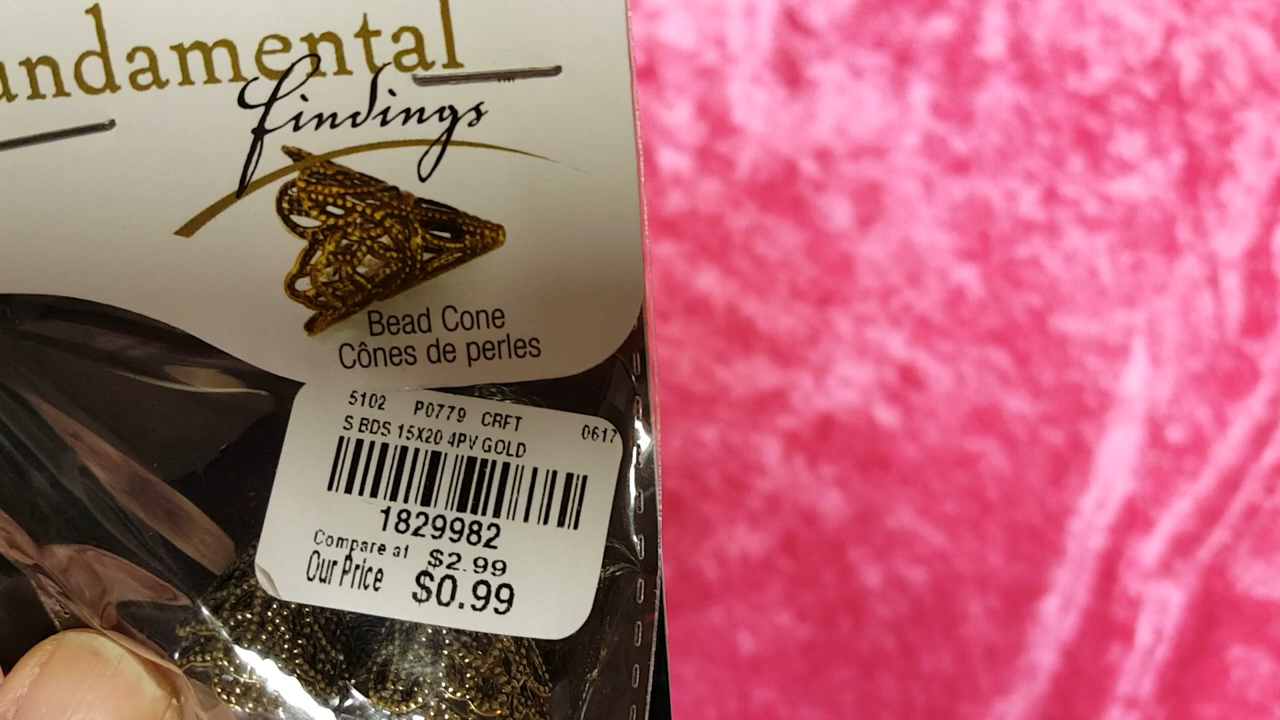 undamental
findings
Bead Cone
Cônes de perles
5102 P0779 CRFT 0617
S BDS 15X20 4PV GOLD
1829982
Compare at $2.99
Our Price $0.99